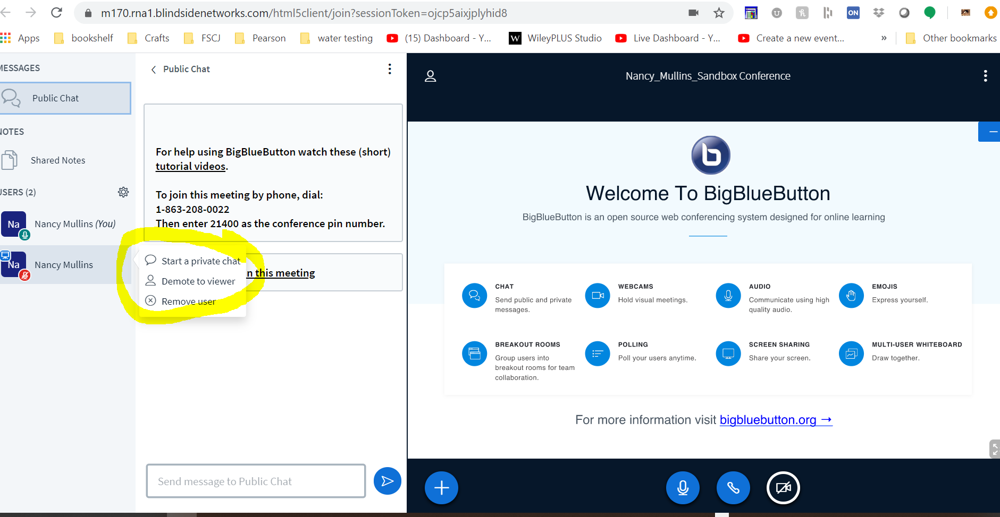 m170.rna1.blindsidenetworks.com/html5client/join?sessionToken=ojcp5aixjplyhid8
U
h
ON
Apps
bookshelf
Crafts
FSCJ
Pearson
water testing
(15) Dashboard - Y...
W
WileyPLUS Studio
Live Dashboard - Y...
Create a new event...
»
Other bookmarks
MESSAGES
Public Chat
NOTES
Shared Notes
USERS (2)
Na
Nancy Mullins (You)
Na
Nancy Mullins
Public Chat
For help using BigBlueButton watch these (short)
tutorial videos.
To join this meeting by phone, dial:
1-863-208-0022
Then enter 21400 as the conference pin number.
n this meeting
Start a private chat
Demote to viewer
Remove user
Send message to Public Chat
Nancy_Mullins_Sandbox Conference
b
Welcome To BigBlueButton
BigBlueButton is an open source web conferencing system designed for online learning
CHAT
Send public and private
messages.
WEBCAMS
Hold visual meetings.
AUDIO
Communicate using high
quality audio.
EMOJIS
Express yourself.
BREAKOUT ROOMS
Group users into
breakout rooms for team
collaboration.
POLLING
Poll your users anytime.
SCREEN SHARING
Share your screen.
MULTI-USER WHITEBOARD
Draw together.
For more information visit bigbluebutton.org →